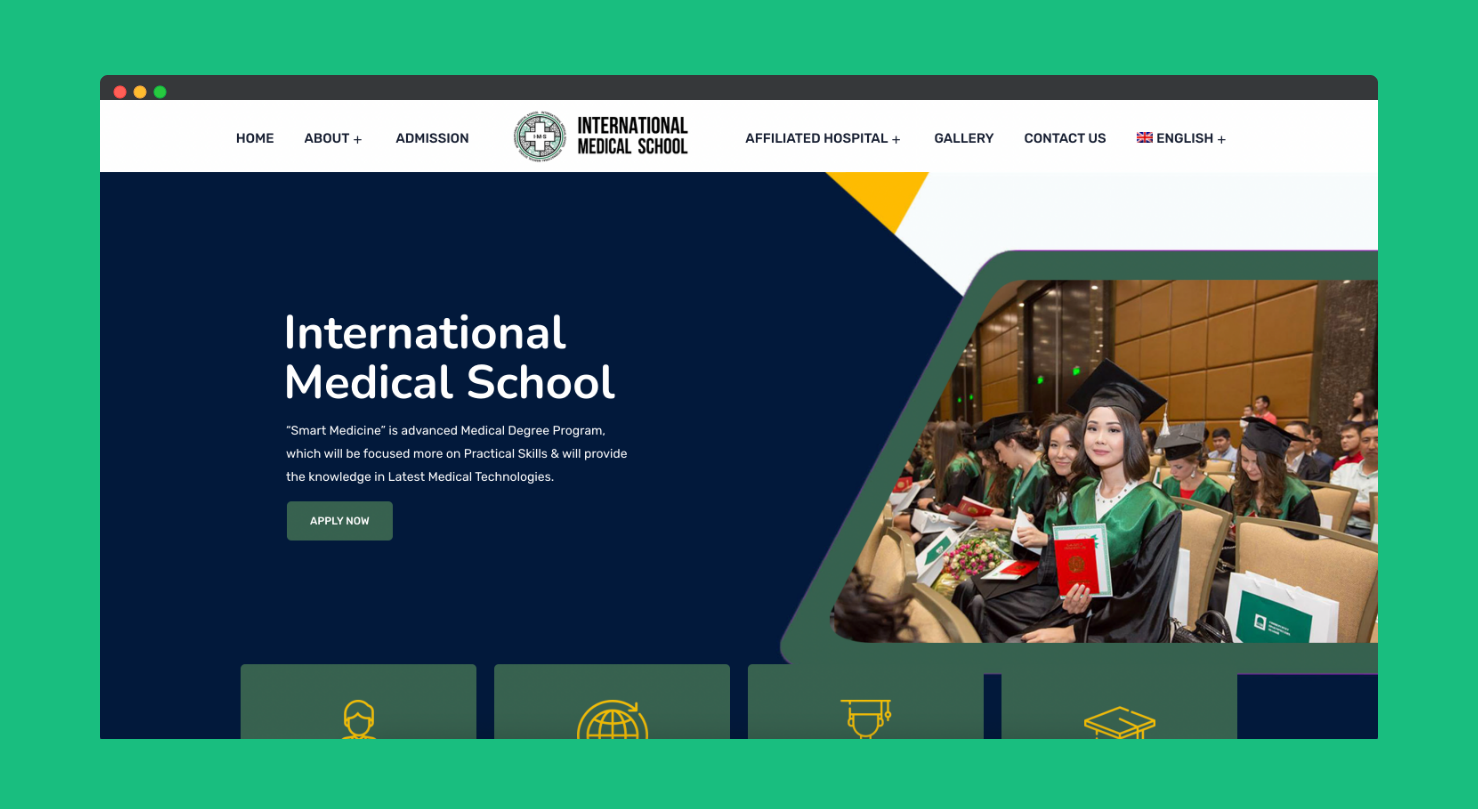 HOME
ABOUT +
ADMISSION
IMS
INTERNATIONAL
MEDICAL SCHOOL
AFFILIATED HOSPITAL +
GALLERY
CONTACT US
ENGLISH +
International
Medical School
“Smart Medicine” is advanced Medical Degree Program,
which will be focused more on Practical Skills & will provide
the knowledge in Latest Medical Technologies.
APPLY NOW